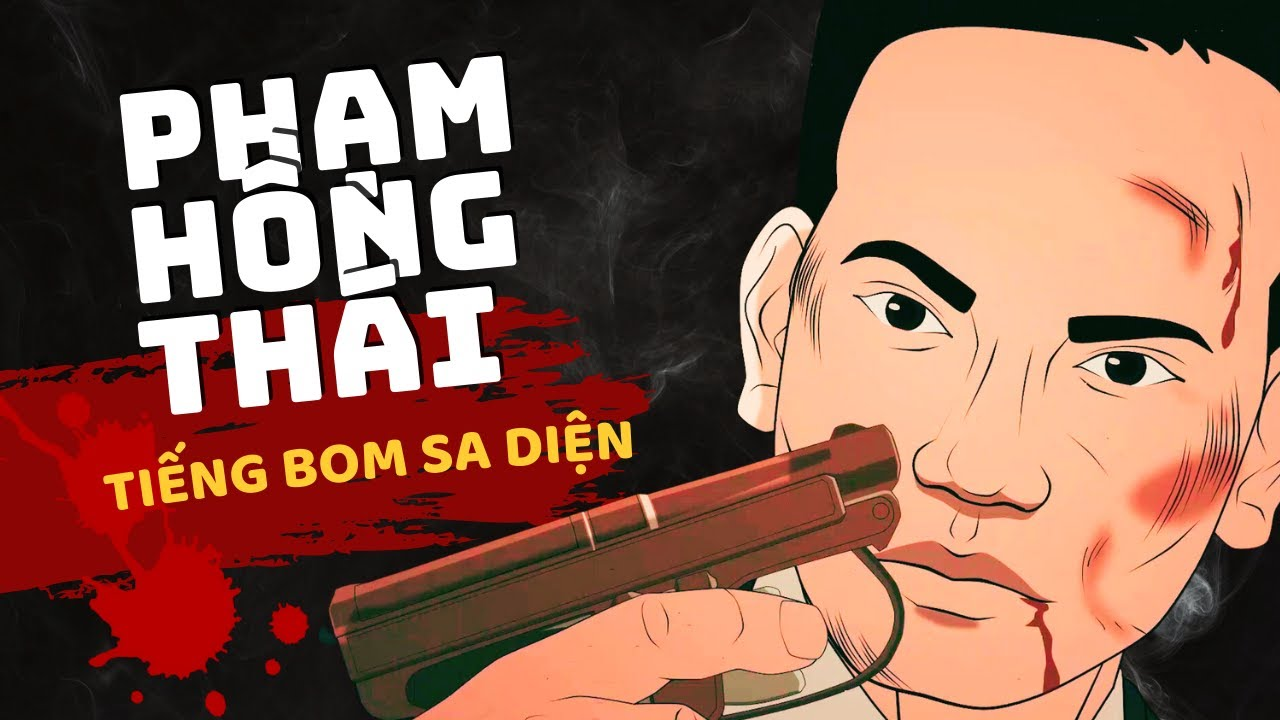 PHẠM
HỒNG
THÁI
TIẾNG BOM SA DIỆN